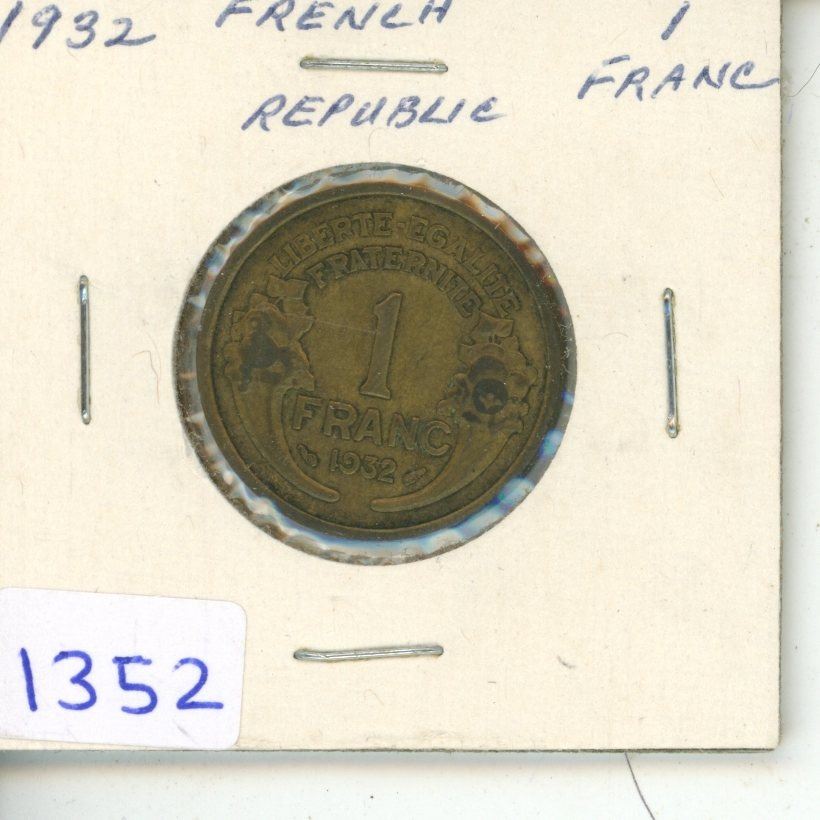 1932 FRENCH 1
REPUBLIC FRANC
LIBERTE-EGALITE
FRATERNITE
1
FRANC
1932
1352